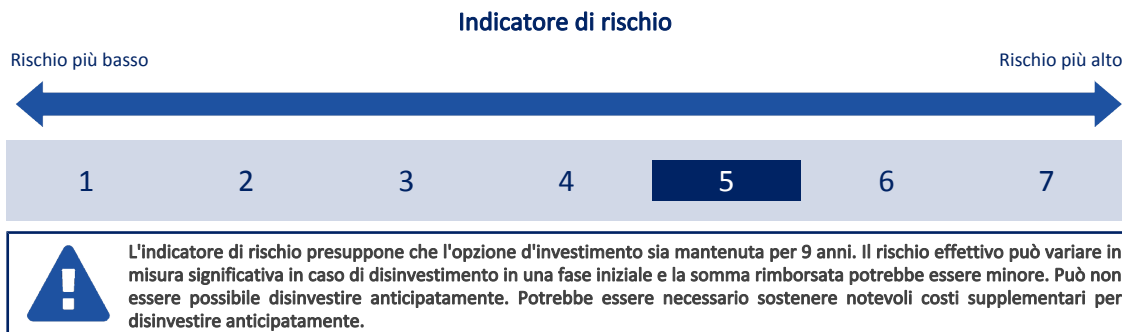 Indicatore di rischio
Rischio più basso
Rischio più alto
1 2 3 4 5 6 7
L'indicatore di rischio presuppone che l'opzione d'investimento sia mantenuta per 9 anni. Il rischio effettivo può variare in
misura significativa in caso di disinvestimento in una fase iniziale e la somma rimborsata potrebbe essere minore. Può non
essere possibile disinvestire anticipatamente. Potrebbe essere necessario sostenere notevoli costi supplementari per
disinvestire anticipatamente.